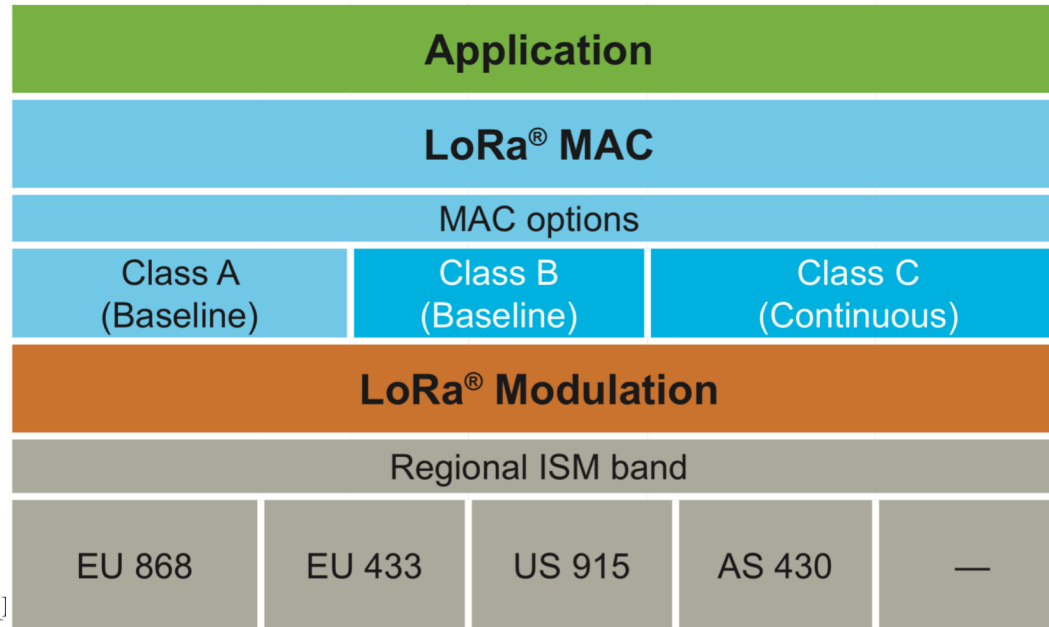 Application
LoRa® MAC
MAC options
Class A
(Baseline)
Class B
(Baseline)
Class C
(Continuous)
LoRa® Modulation
Regional ISM band
EU 868
EU 433
US 915
AS 430
—
]